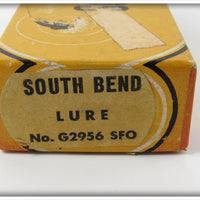 SOUTH BEND
LURE
No. G2956 SFO